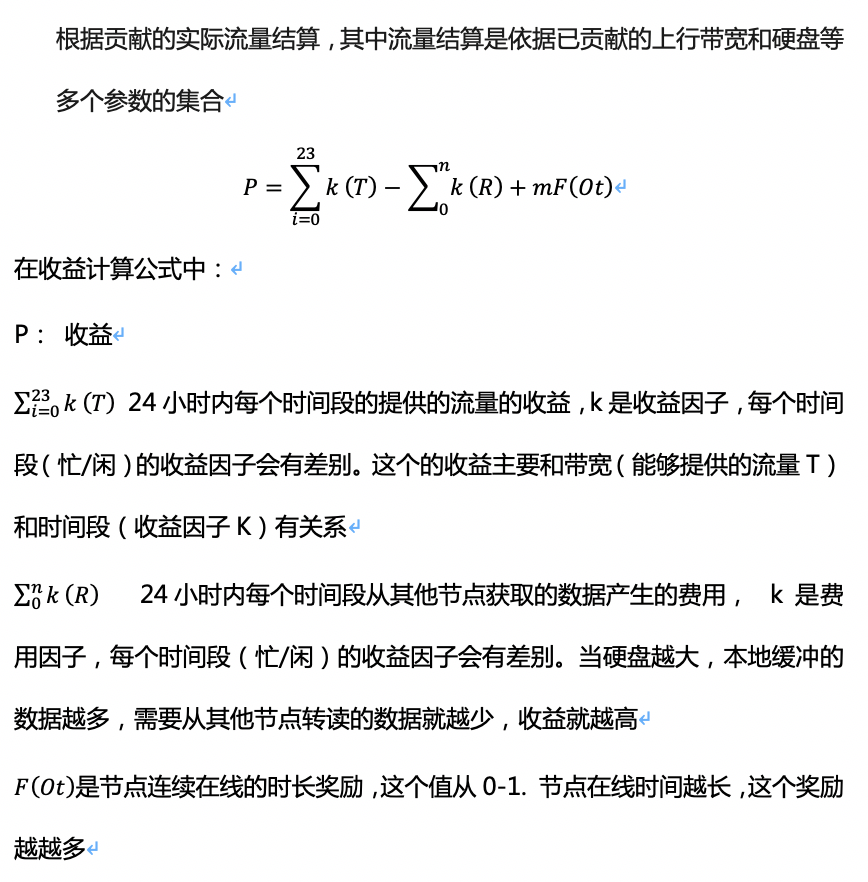 根据贡献的实际流量结算，其中流量结算是依据已贡献的上行带宽和硬盘等
多个参数的集合↵
P = ∑_{i=0}^{23} k (T) − ∑_0^n k (R) + mF(Ot)↵
在收益计算公式中：↵
P： 收益↵
∑_{i=0}^{23} k (T) 24 小时内每个时间段的提供的流量的收益，k 是收益因子，每个时间
段（忙/闲）的收益因子会有差别。这个的收益主要和带宽（能够提供的流量 T）
和时间段（收益因子 K）有关系↵
∑_0^n k (R) 24 小时内每个时间段从其他节点获取的数据产生的费用， k 是费
用因子，每个时间段（忙/闲）的收益因子会有差别。当硬盘越大，本地缓冲的
数据越多，需要从其他节点转读的数据就越少，收益就越高↵
F(Ot)是节点连续在线的时长奖励，这个值从 0-1. 节点在线时间越长，这个奖励
越越多↵